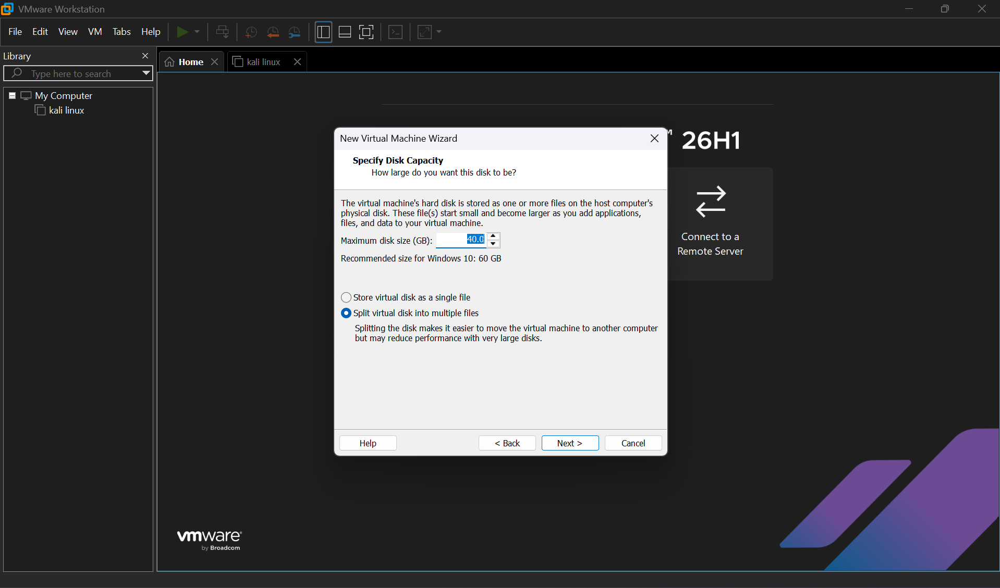 VMware Workstation
File Edit View VM Tabs Help
Library
Type here to search
My Computer
kali linux
Home
kali linux
26H1
Connect to a
Remote Server
New Virtual Machine Wizard
Specify Disk Capacity
How large do you want this disk to be?
The virtual machine's hard disk is stored as one or more files on the host computer's
physical disk. These file(s) start small and become larger as you add applications,
files, and data to your virtual machine.
Maximum disk size (GB): 40.0
Recommended size for Windows 10: 60 GB
Store virtual disk as a single file
Split virtual disk into multiple files
Splitting the disk makes it easier to move the virtual machine to another computer
but may reduce performance with very large disks.
Help < Back Next > Cancel
vmware®
by Broadcom